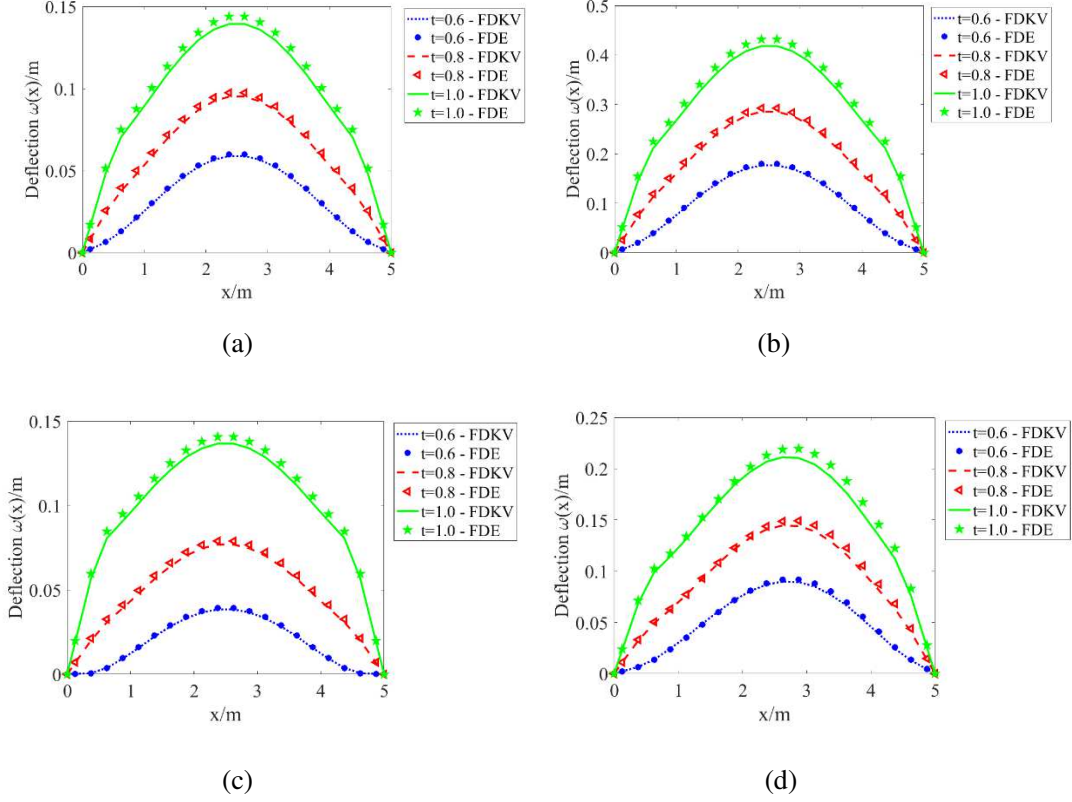 0.15
0.1
0.05
0
Deflection ω(x)/m
0 1 2 3 4 5
x/m
t=0.6 - FDKV
t=0.6 - FDE
t=0.8 - FDKV
t=0.8 - FDE
t=1.0 - FDKV
t=1.0 - FDE
(a)
0.5
0.4
0.3
0.2
0.1
0
Deflection ω(x)/m
0 1 2 3 4 5
x/m
t=0.6 - FDKV
t=0.6 - FDE
t=0.8 - FDKV
t=0.8 - FDE
t=1.0 - FDKV
t=1.0 - FDE
(b)
0.15
0.1
0.05
0
Deflection ω(x)/m
0 1 2 3 4 5
x/m
t=0.6 - FDKV
t=0.6 - FDE
t=0.8 - FDKV
t=0.8 - FDE
t=1.0 - FDKV
t=1.0 - FDE
(c)
0.25
0.2
0.15
0.1
0.05
0
Deflection ω(x)/m
0 1 2 3 4 5
x/m
t=0.6 - FDKV
t=0.6 - FDE
t=0.8 - FDKV
t=0.8 - FDE
t=1.0 - FDKV
t=1.0 - FDE
(d)